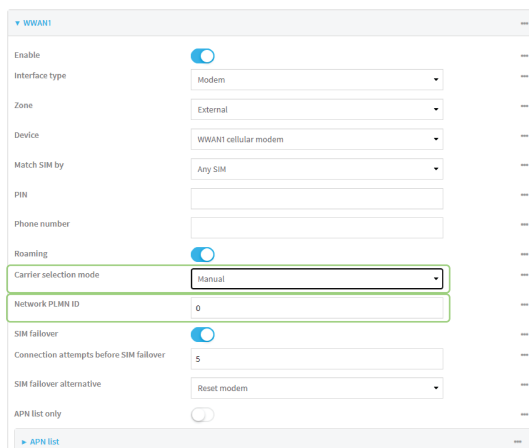 WWAN1
Enable
Interface type Modem
Zone External
Device WWAN1 cellular modem
Match SIM by Any SIM
PIN
Phone number
Roaming
Carrier selection mode Manual
Network PLMN ID 0
SIM failover
Connection attempts before SIM failover 5
SIM failover alternative Reset modem
APN list only
APN list